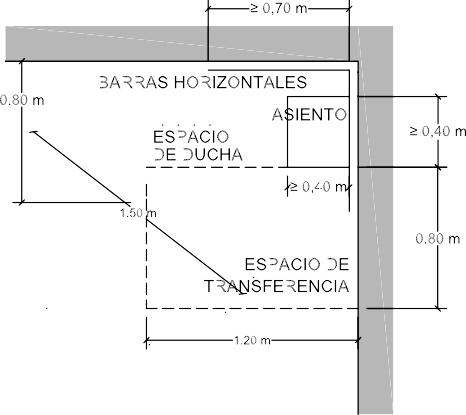 ≥ 0,70 m
BARRAS HORIZONTALES
0.80 m
ASIENTO
≥ 0,40 m
ESPACIO
DE DUCHA
≥ 0,40 m
1.50 m
0.80 m
ESPACIO DE
TRANSFERENCIA
1.20 m